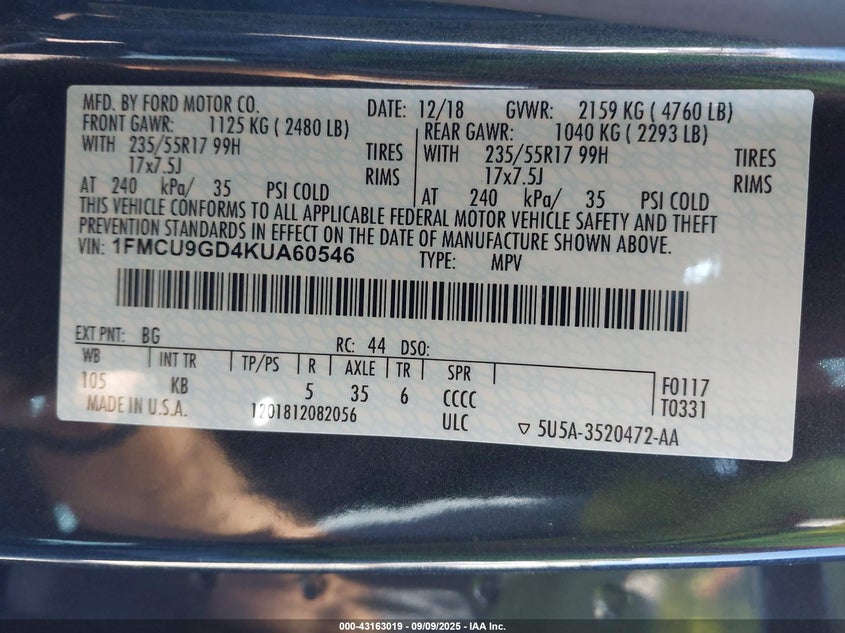 MFD. BY FORD MOTOR CO. DATE: 12/18 GVWR: 2159 KG ( 4760 LB)
FRONT GAWR: 1125 KG ( 2480 LB) REAR GAWR: 1040 KG ( 2293 LB)
WITH 235/55R17 99H TIRES WITH 235/55R17 99H TIRES
17x7.5J RIMS 17x7.5J RIMS
AT 240 kPa/ 35 PSI COLD AT 240 kPa/ 35 PSI COLD
THIS VEHICLE CONFORMS TO ALL APPLICABLE FEDERAL MOTOR VEHICLE SAFETY AND THEFT
PREVENTION STANDARDS IN EFFECT ON THE DATE OF MANUFACTURE SHOWN ABOVE.
VIN: 1FMCU9GD4KUA60546 TYPE: MPV
EXT PNT: BG RC: 44 DSO:
WB INT TR TP/PS R AXLE TR SPR
105 KB 5 35 6 CCCC F0117
MADE IN U.S.A. 1201812082056 ULC T0331
5U5A-3520472-AA
000-43163019 - 09/09/2025 - IAA Inc.